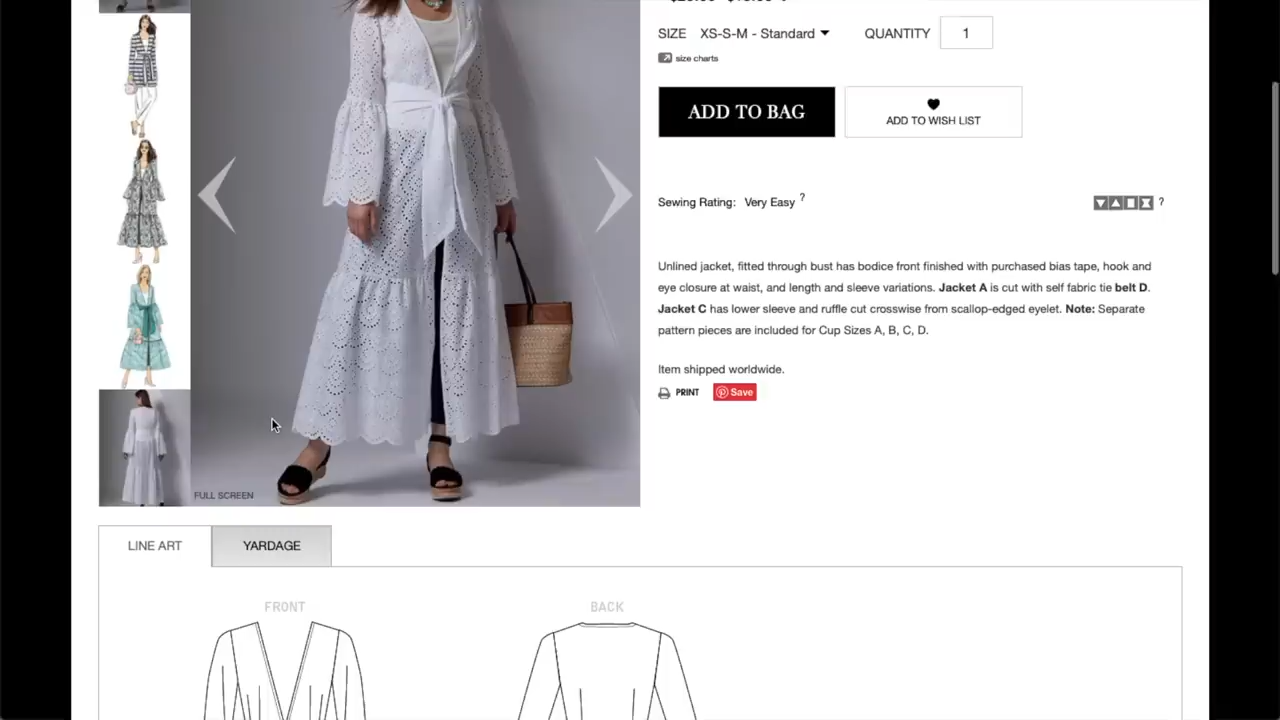 SIZE XS-S-M - Standard QUANTITY 1
size charts
ADD TO BAG
ADD TO WISH LIST
Sewing Rating: Very Easy ?
?
Unlined jacket, fitted through bust has bodice front finished with purchased bias tape, hook and
eye closure at waist, and length and sleeve variations. Jacket A is cut with self fabric tie belt D.
Jacket C has lower sleeve and ruffle cut crosswise from scallop-edged eyelet. Note: Separate
pattern pieces are included for Cup Sizes A, B, C, D.
Item shipped worldwide.
PRINT Save
FULL SCREEN
LINE ART YARDAGE
FRONT BACK